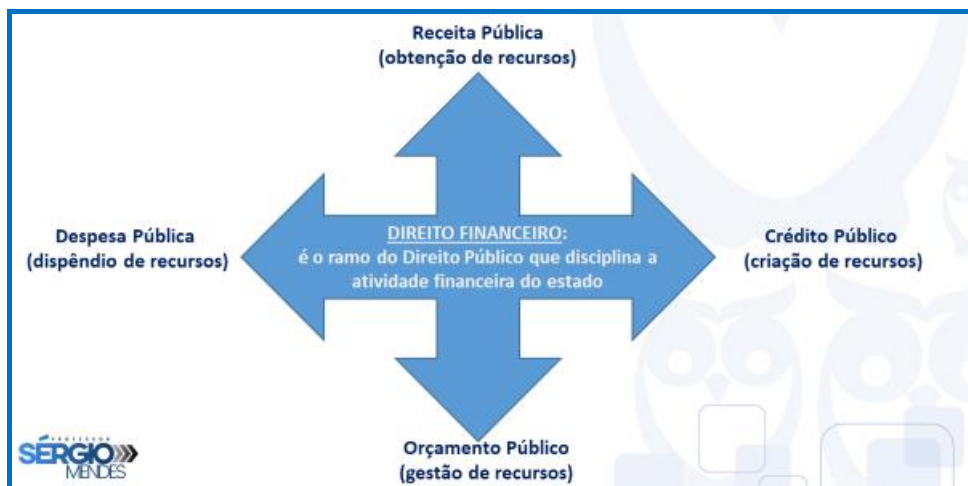 Receita Pública
(obtenção de recursos)
Despesa Pública
(dispêndio de recursos)
DIREITO FINANCEIRO:
é o ramo do Direito Público que disciplina a
atividade financeira do estado
Crédito Público
(criação de recursos)
Orçamento Público
(gestão de recursos)
PROFESSOR
SÉRGIO
MENDES